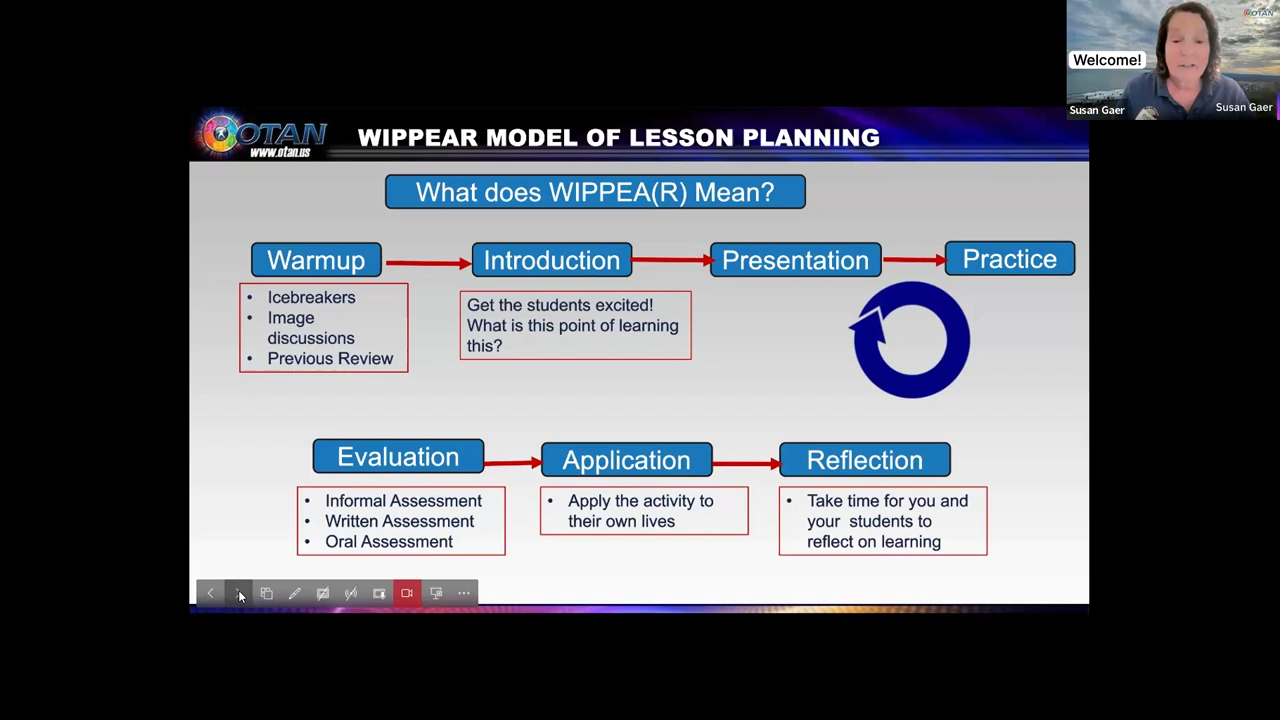 OTAN
Welcome!
Susan Gaer
Susan Gaer
OTAN
www.otan.us
WIPPEAR MODEL OF LESSON PLANNING
What does WIPPEA(R) Mean?
Warmup
Introduction
Presentation
Practice
• Icebreakers
• Image
discussions
• Previous Review
Get the students excited!
What is this point of learning
this?
Evaluation
Application
Reflection
• Informal Assessment
• Written Assessment
• Oral Assessment
• Apply the activity to
their own lives
• Take time for you and
your students to
reflect on learning